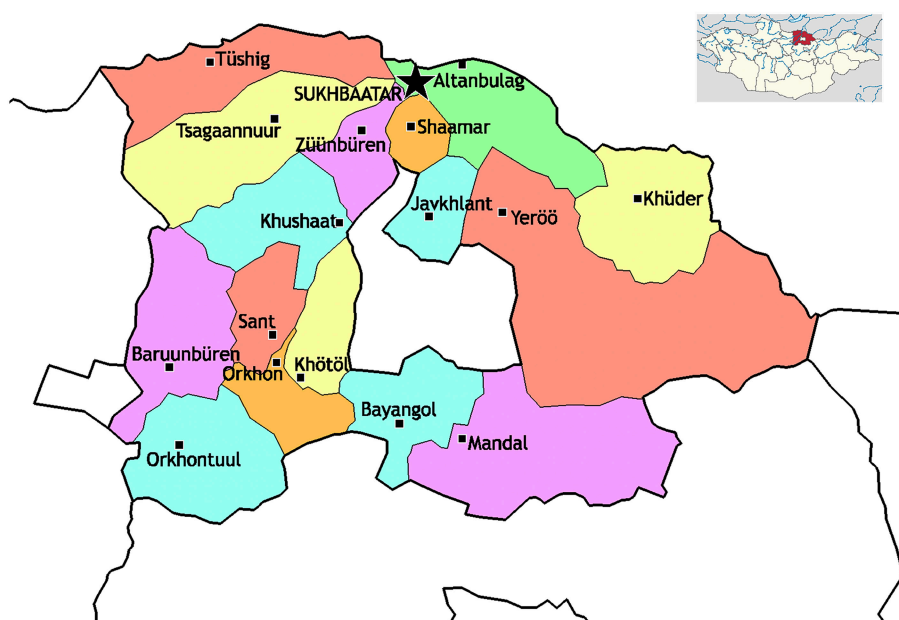 Tüshig
SUKHBAATAR
Altanbulag
Tsagaannuur
Shaamar
Züünbüren
Khüder
Javkhlant
Yeröö
Khushaat
Sant
Baruunbüren
Orkhon
Khötöl
Bayangol
Mandal
Orkhontuul